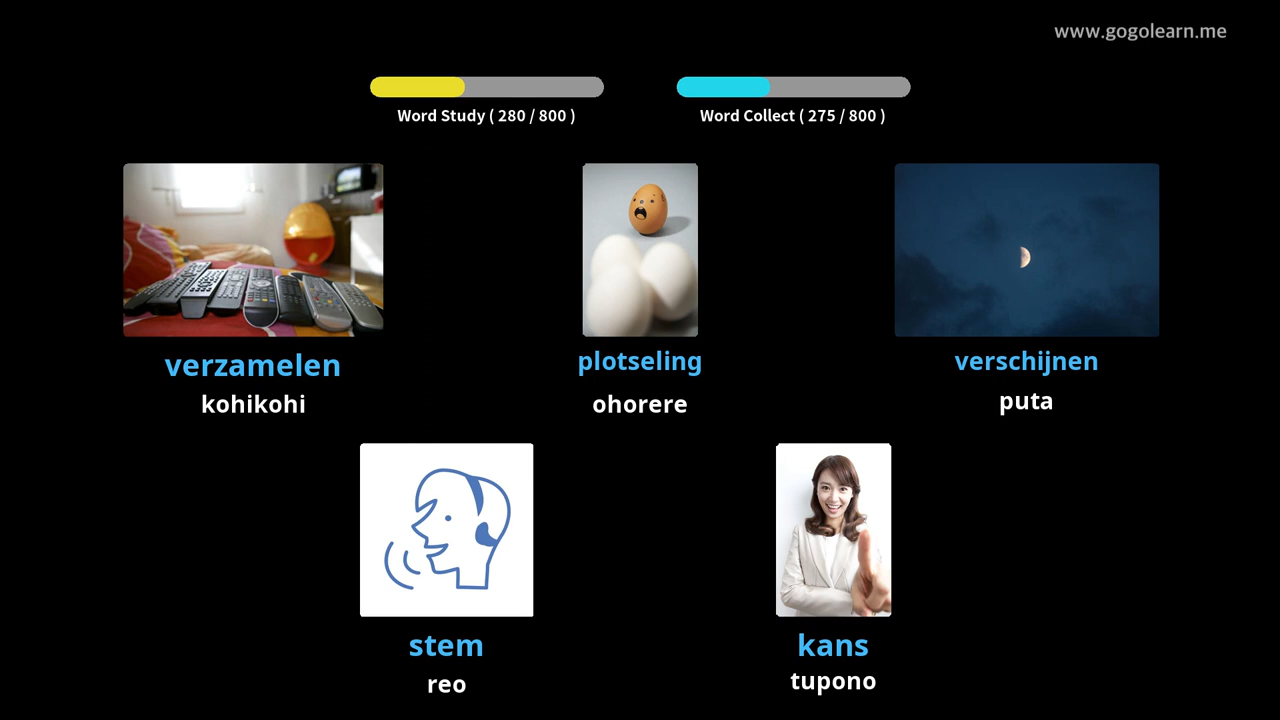 www.gogolearn.me
Word Study ( 280 / 800 )
Word Collect ( 275 / 800 )
verzamelen
kohikohi
plotseling
ohorere
verschijnen
puta
stem
reo
kans
tupono